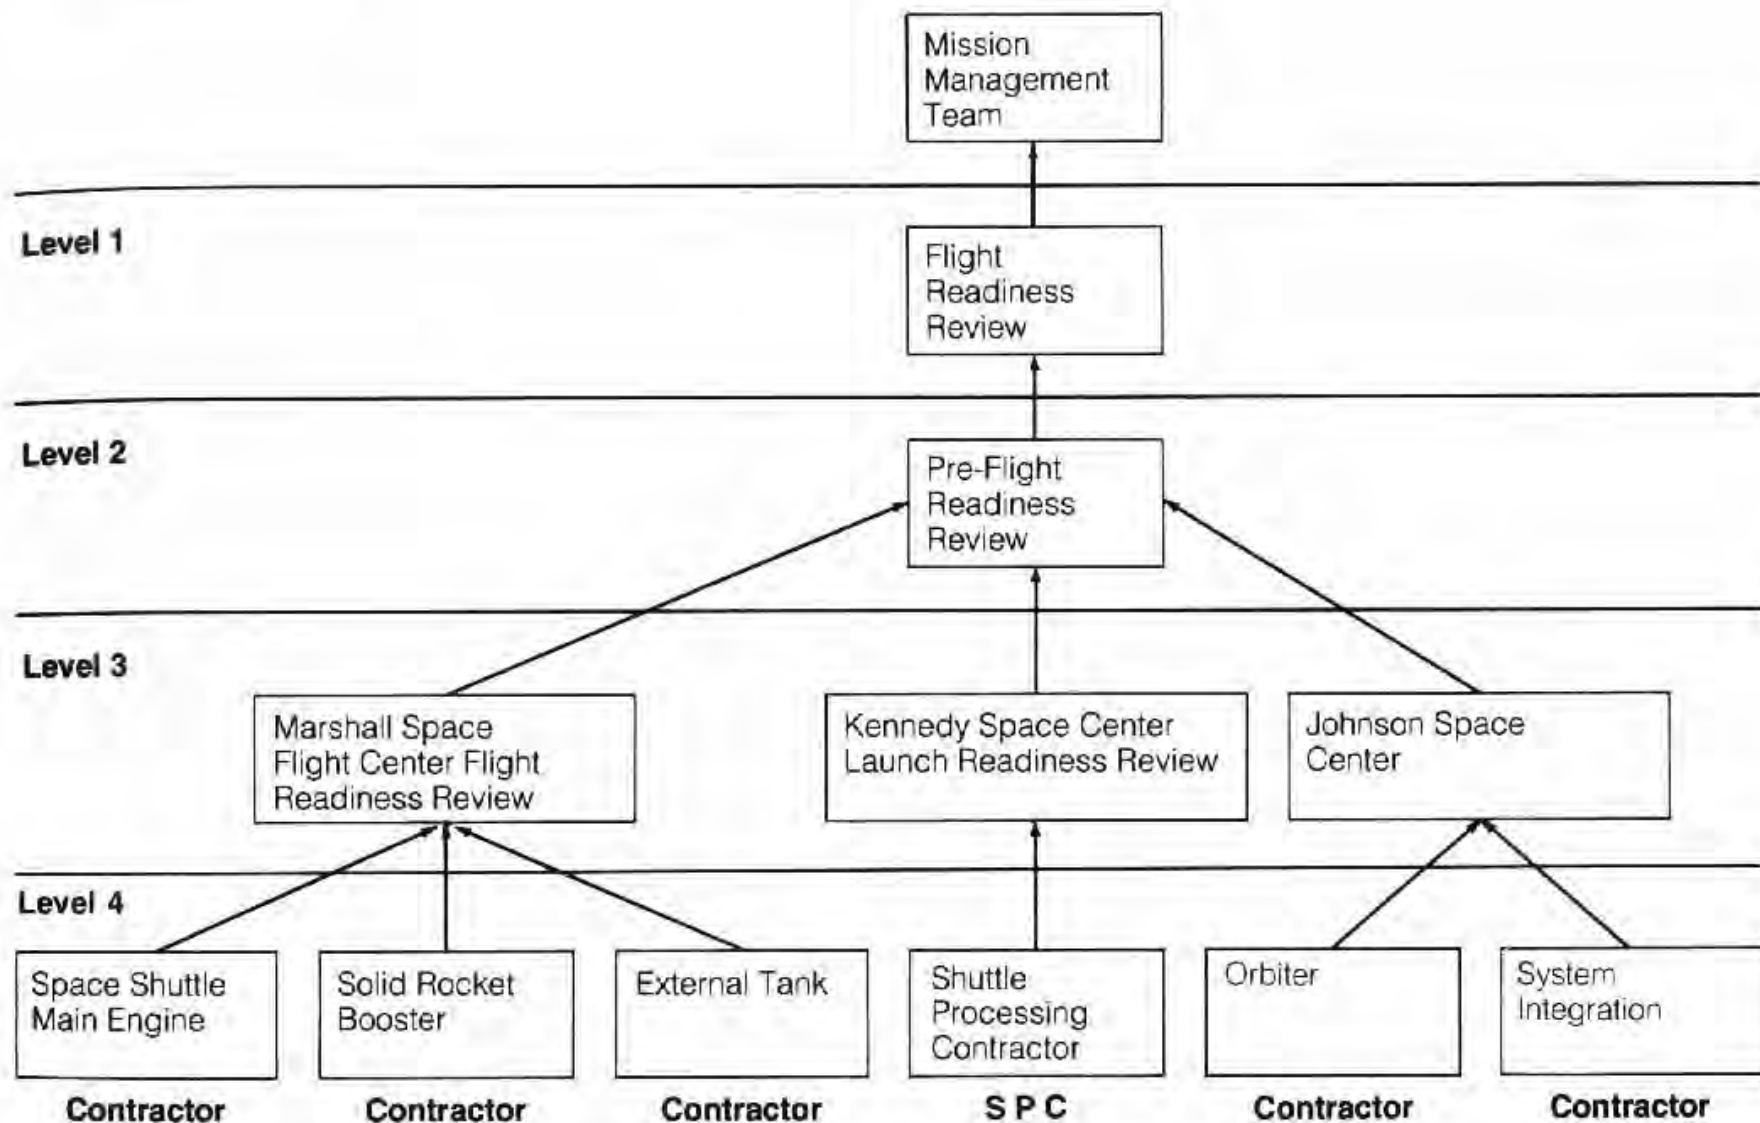 Mission
Management
Team
Level 1
Flight
Readiness
Review
Level 2
Pre-Flight
Readiness
Review
Level 3
Marshall Space
Flight Center Flight
Readiness Review
Kennedy Space Center
Launch Readiness Review
Johnson Space
Center
Level 4
Space Shuttle
Main Engine
Solid Rocket
Booster
External Tank
Shuttle
Processing
Contractor
Orbiter
System
Integration
Contractor
Contractor
Contractor
S P C
Contractor
Contractor